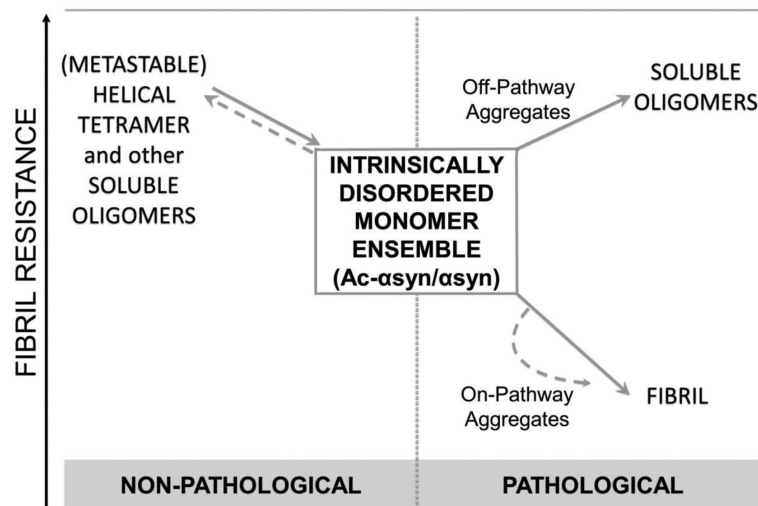 FIBRIL RESISTANCE
(METASTABLE)
HELICAL
TETRAMER
and other
SOLUBLE
OLIGOMERS
INTRINSICALLY
DISORDERED
MONOMER
ENSEMBLE
(Ac-αsyn/αsyn)
Off-Pathway
Aggregates
SOLUBLE
OLIGOMERS
On-Pathway
Aggregates
FIBRIL
NON-PATHOLOGICAL
PATHOLOGICAL